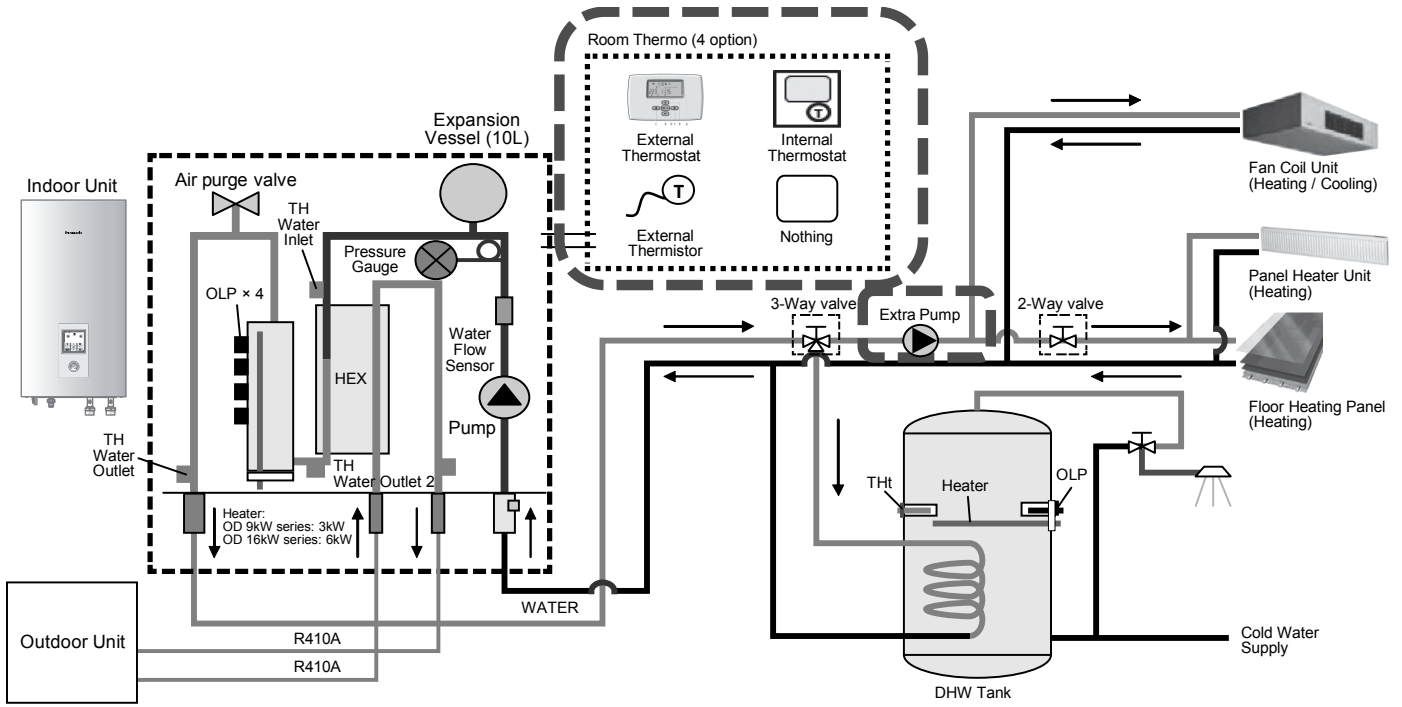 Room Thermo (4 option)
External
Thermostat
Internal
Thermostat
T
External
Thermistor
Nothing
T
Expansion
Vessel (10L)
Indoor Unit
Panasonic
Air purge valve
TH
Water
Inlet
Pressure
Gauge
OLP × 4
HEX
Water
Flow
Sensor
Pump
TH
Water
Outlet
TH
Water Outlet 2
Heater:
OD 9kW series: 3kW
OD 16kW series: 6kW
Outdoor Unit
R410A
R410A
WATER
3-Way valve
Extra Pump
2-Way valve
Fan Coil Unit
(Heating / Cooling)
Panel Heater Unit
(Heating)
Floor Heating Panel
(Heating)
THt
Heater
OLP
DHW Tank
Cold Water
Supply